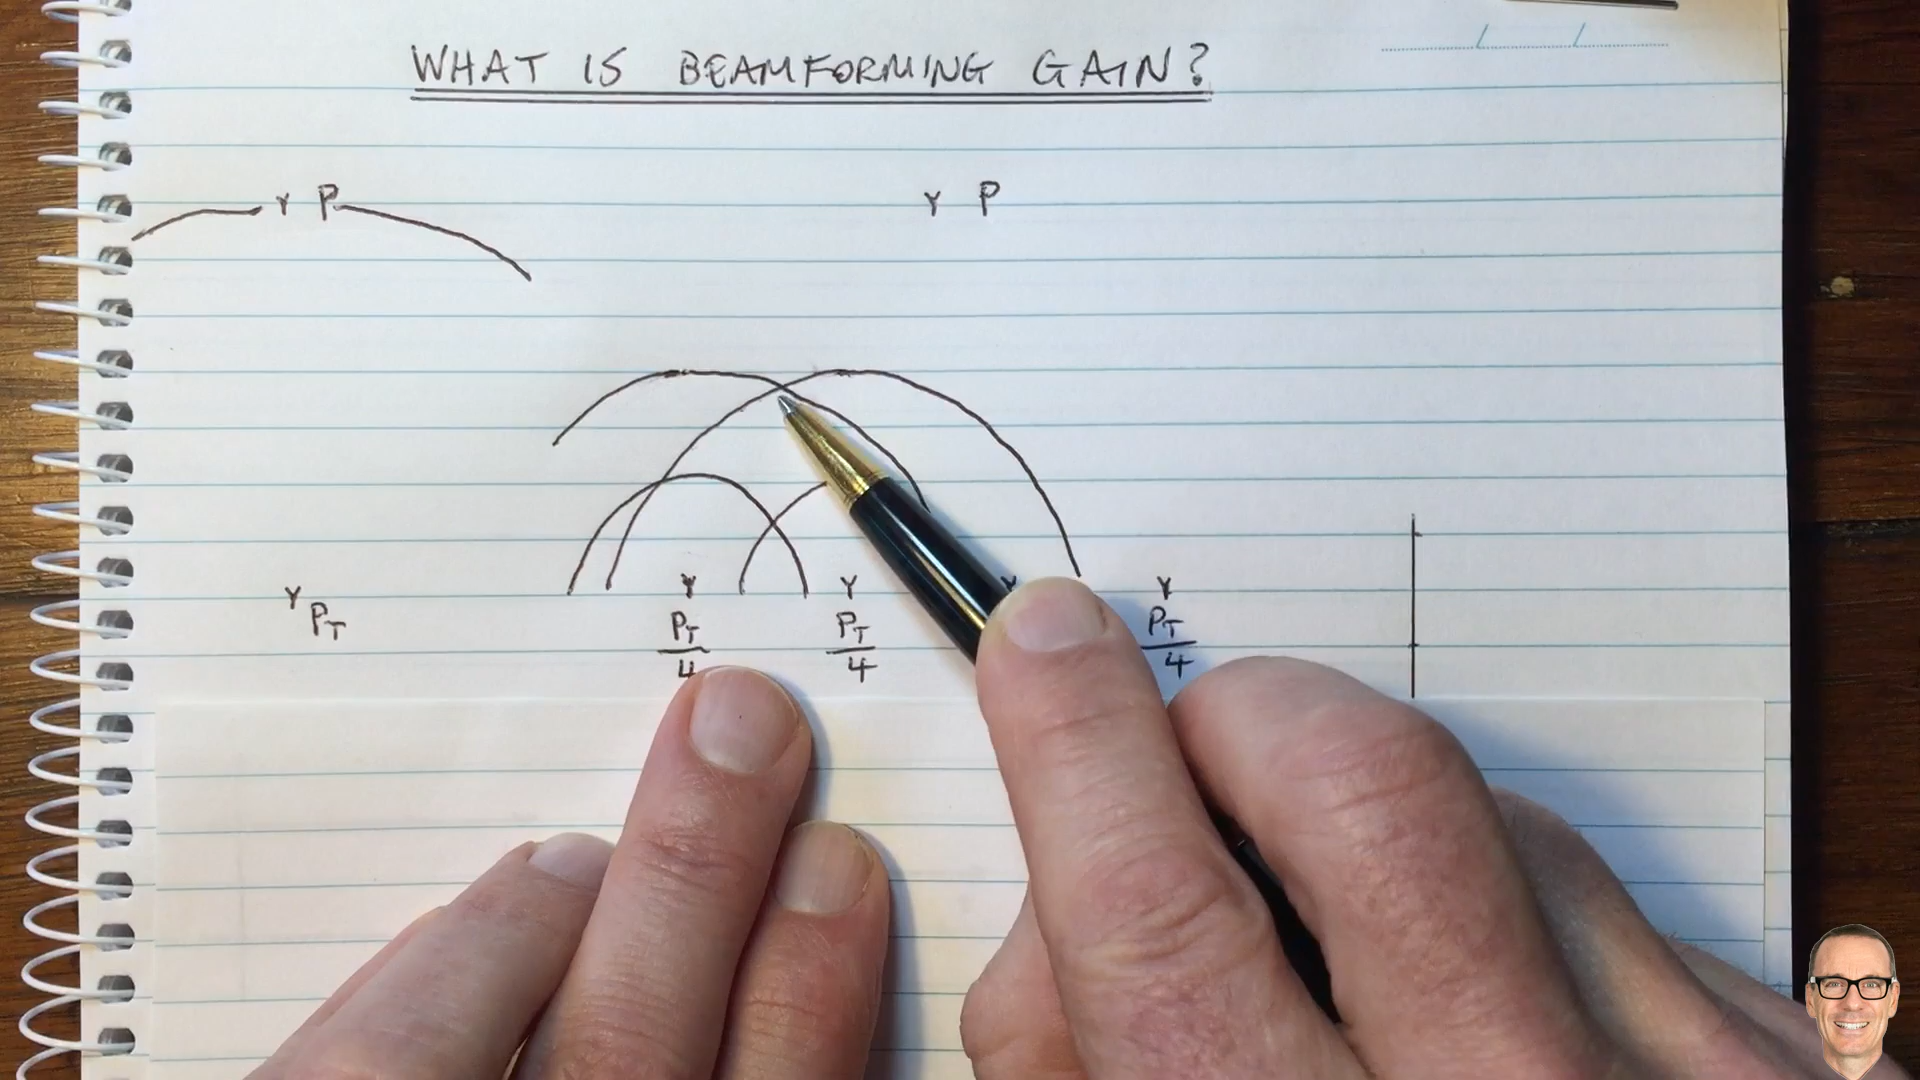 WHAT IS BEAMFORMING GAIN?
Y P
Y P
Y Y Y Y Y
P_T P_T P_T P_T
4 4 4